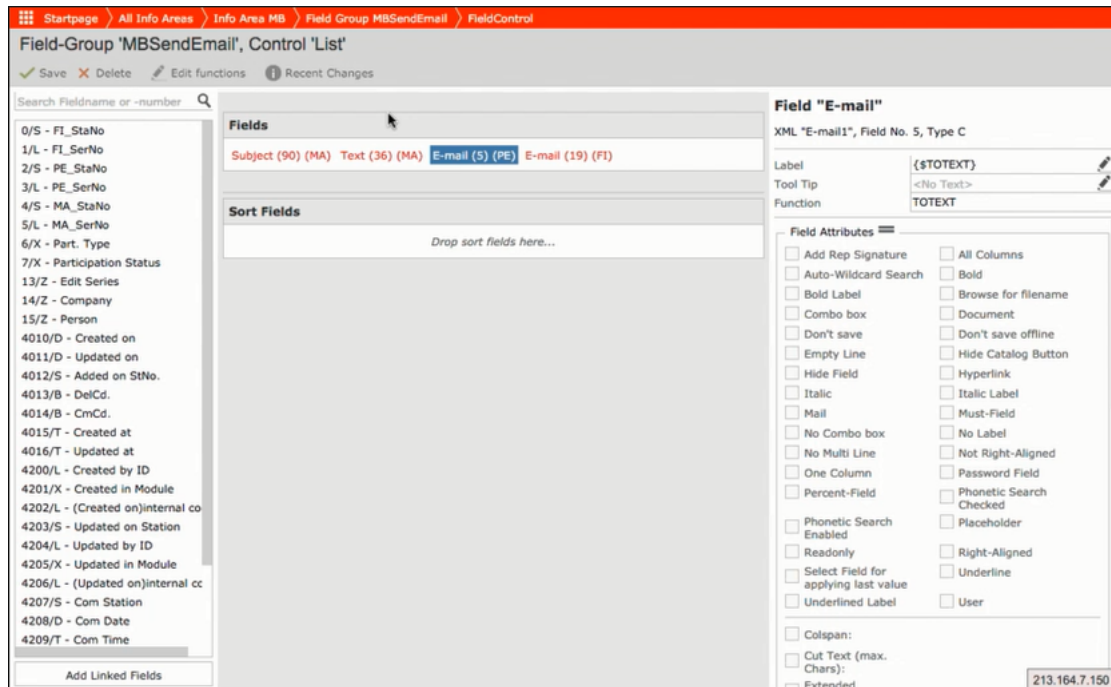 Startpage All Info Areas Info Area MB Field Group MBSendEmail FieldControl
Field-Group 'MBSendEmail', Control 'List'
Save Delete Edit functions Recent Changes
Search Fieldname or -number
0/S - FI_StaNo
1/L - FI_SerNo
2/S - PE_StaNo
3/L - PE_SerNo
4/S - MA_StaNo
5/L - MA_SerNo
6/X - Part. Type
7/X - Participation Status
13/Z - Edit Series
14/Z - Company
15/Z - Person
4010/D - Created on
4011/D - Updated on
4012/S - Added on StNo.
4013/B - DelCd.
4014/B - CmCd.
4015/T - Created at
4016/T - Updated at
4200/L - Created by ID
4201/X - Created in Module
4202/L - (Created on)internal co
4203/S - Updated on Station
4204/L - Updated by ID
4205/X - Updated in Module
4206/L - (Updated on)internal cc
4207/S - Com Station
4208/D - Com Date
4209/T - Com Time
Add Linked Fields
Fields
Subject (90) (MA) Text (36) (MA) E-mail (5) (PE) E-mail (19) (FI)
Sort Fields
Drop sort fields here...
Field "E-mail"
XML "E-mail1", Field No. 5, Type C
Label {$TOTEXT}
Tool Tip <No Text>
Function TOTEXT
Field Attributes
Add Rep Signature All Columns
Auto-Wildcard Search Bold
Bold Label Browse for filename
Combo box Document
Don't save Don't save offline
Empty Line Hide Catalog Button
Hide Field Hyperlink
Italic Italic Label
Mail Must-Field
No Combo box No Label
No Multi Line Not Right-Aligned
One Column Password Field
Percent-Field Phonetic Search
Checked
Phonetic Search Placeholder
Enabled
Readonly Right-Aligned
Select Field for Underline
applying last value
Underlined Label User
Colspan:
Cut Text (max.
Chars):
Extended
213.164.7.150